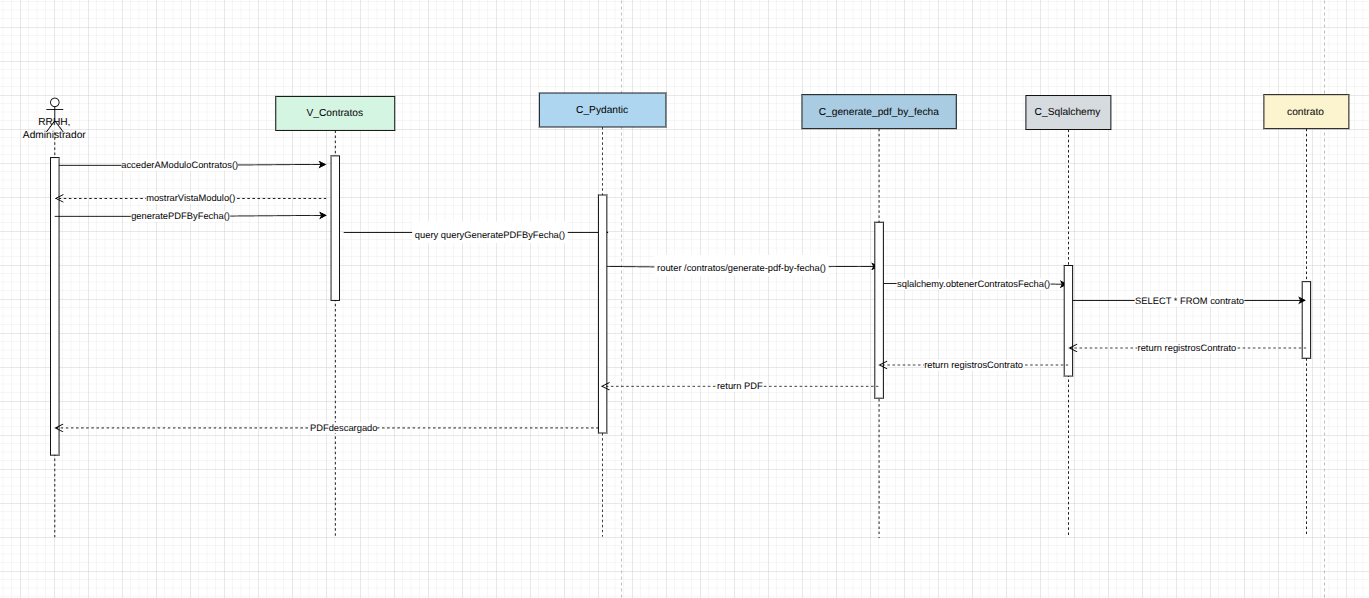 RRHH,
Administrador
V_Contratos
C_Pydantic
C_generate_pdf_by_fecha
C_Sqlalchemy
contrato
accederAModuloContratos()
mostrarVistaModulo()
generatePDFByFecha()
query queryGeneratePDFByFecha()
router /contratos/generate-pdf-by-fecha()
sqlalchemy.obtenerContratosFecha()
SELECT * FROM contrato
return registrosContrato
return registrosContrato
return PDF
PDFdescargado